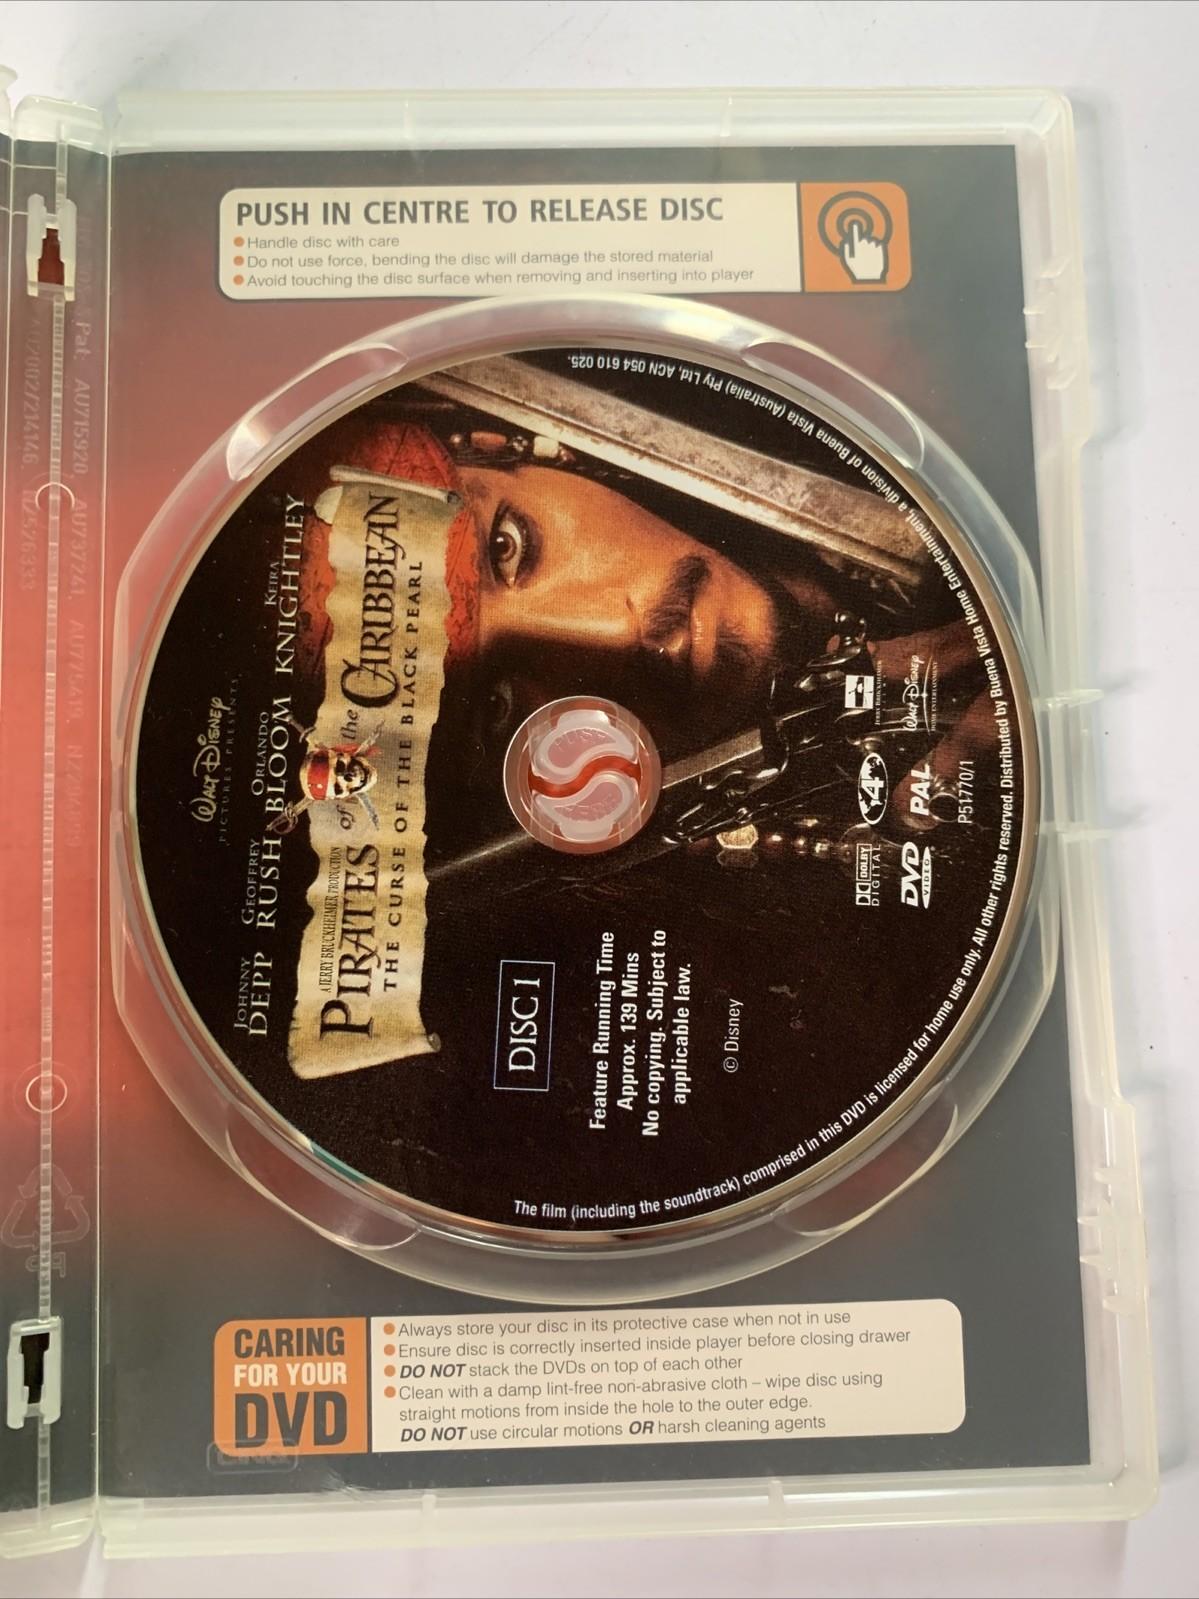 PUSH IN CENTRE TO RELEASE DISC
Handle disc with care
Do not use force, bending the disc will damage the stored material
Avoid touching the disc surface when removing and inserting into player
WALT DISNEY
PICTURES PRESENTS
JOHNNY
DEPP
GEOFFREY
RUSH
ORLANDO
BLOOM
KEIRA
KNIGHTLEY
A JERRY BRUCKHEIMER PRODUCTION
PIRATES of the CARIBBEAN
THE CURSE OF THE BLACK PEARL
DISC 1
Feature Running Time
Approx. 139 Mins
No copying. Subject to
applicable law.
© Disney
DOLBY
DIGITAL
4
JERRY BRUCKHEIMER
DVD
VIDEO
PAL
WALT DISNEY
HOME ENTERTAINMENT
P51770/1
The film (including the soundtrack) comprised in this DVD is licensed for home use only. All other rights reserved. Distributed by Buena Vista Home Entertainment, a division of Buena Vista (Australia) Pty Ltd, ACN 054 610 025.
CARING
FOR YOUR
DVD
Always store your disc in its protective case when not in use
Ensure disc is correctly inserted inside player before closing drawer
DO NOT stack the DVDs on top of each other
Clean with a damp lint-free non-abrasive cloth – wipe disc using
straight motions from inside the hole to the outer edge.
DO NOT use circular motions OR harsh cleaning agents